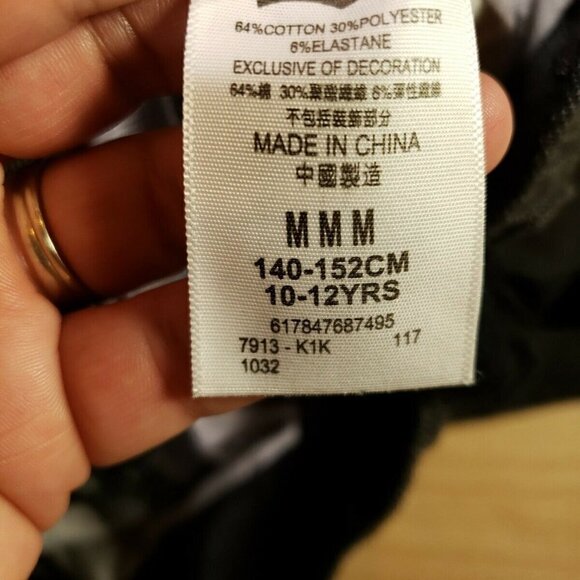 64%COTTON 30%POLYESTER
6%ELASTANE
EXCLUSIVE OF DECORATION
64%棉 30%聚酯纖維 6%彈性纖維
不包括裝飾部分
MADE IN CHINA
中國製造
M M M
140-152CM
10-12YRS
617847687495
7913 - K1K 117
1032